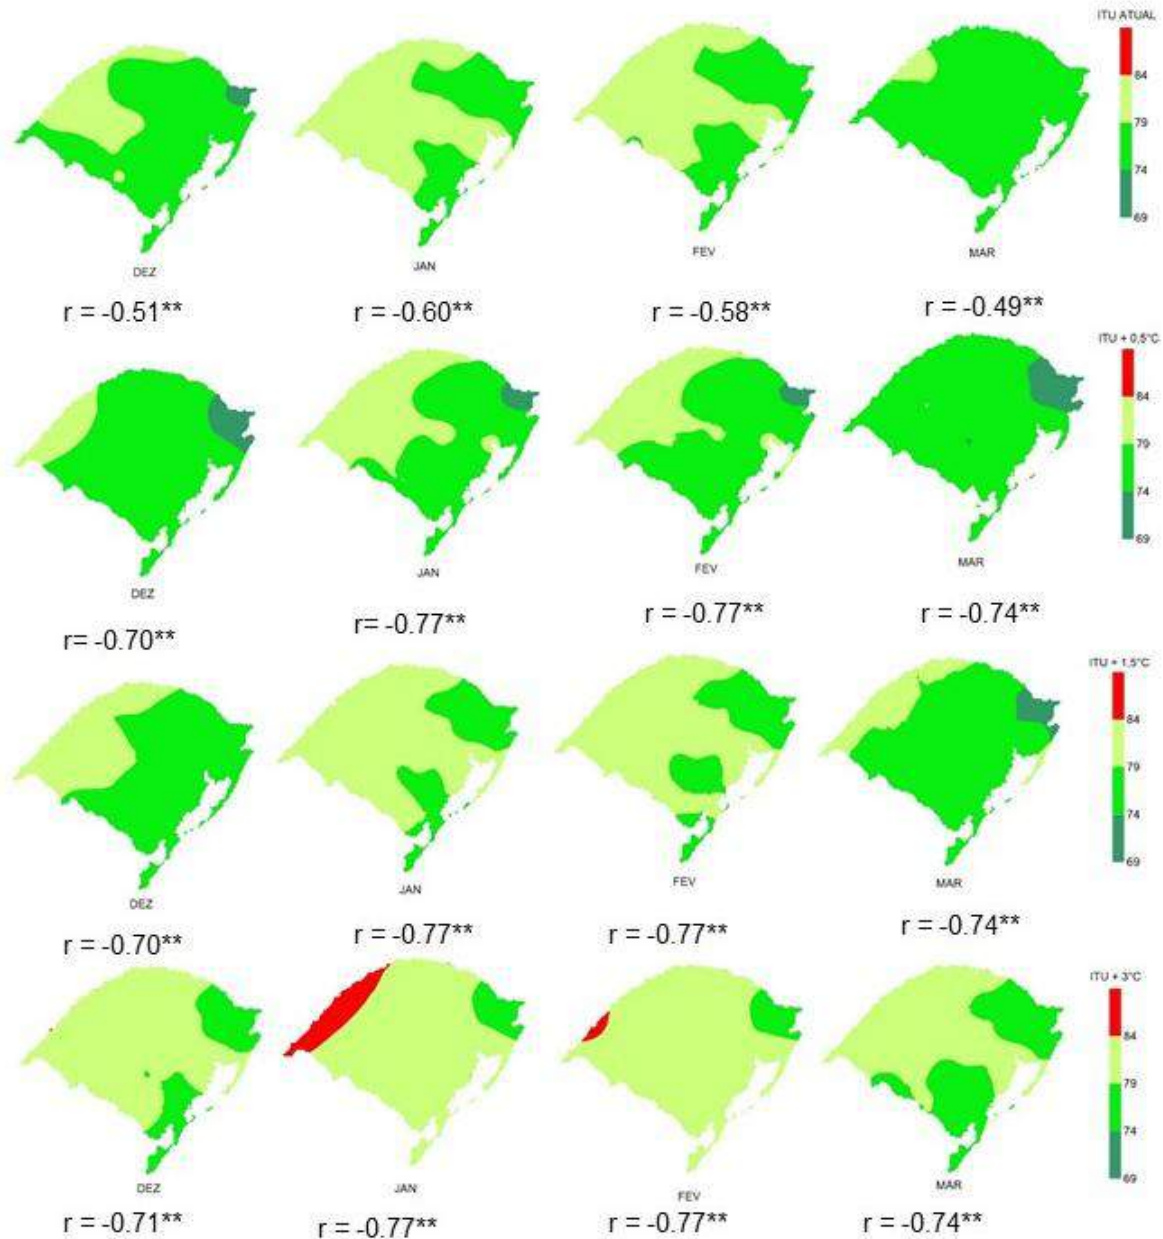 ITU ATUAL
84
79
74
69
DEZ
JAN
FEV
MAR
r = -0.51**
r = -0.60**
r = -0.58**
r = -0.49**
ITU + 0,5°C
84
79
74
69
DEZ
JAN
FEV
MAR
r= -0.70**
r= -0.77**
r = -0.77**
r = -0.74**
ITU + 1,5°C
84
79
74
69
DEZ
JAN
FEV
MAR
r = -0.70**
r = -0.77**
r = -0.77**
r = -0.74**
ITU + 3°C
84
79
74
69
DEZ
JAN
FEV
MAR
r = -0.71**
r = -0.77**
r = -0.77**
r = -0.74**